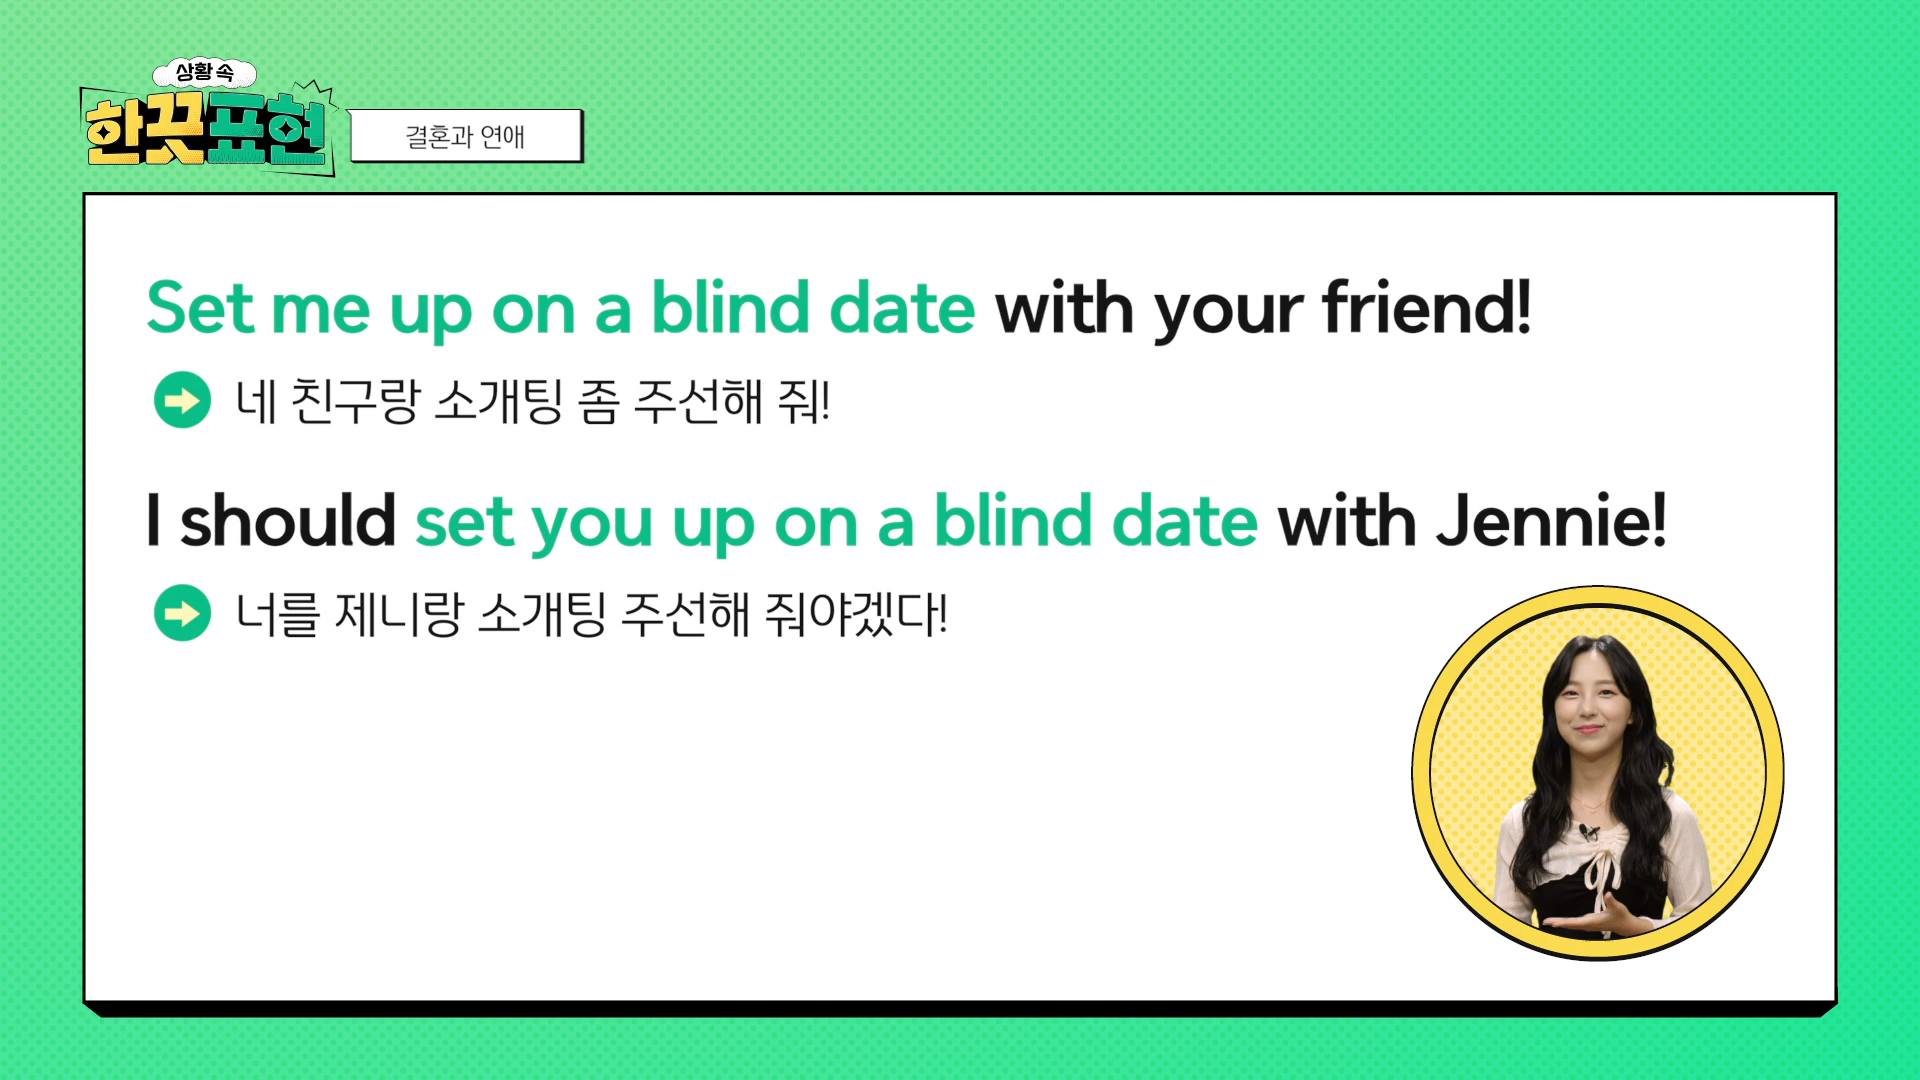 상황 속
한끗표현
결혼과 연애
Set me up on a blind date with your friend!
네 친구랑 소개팅 좀 주선해 줘!
I should set you up on a blind date with Jennie!
너를 제니랑 소개팅 주선해 줘야겠다!